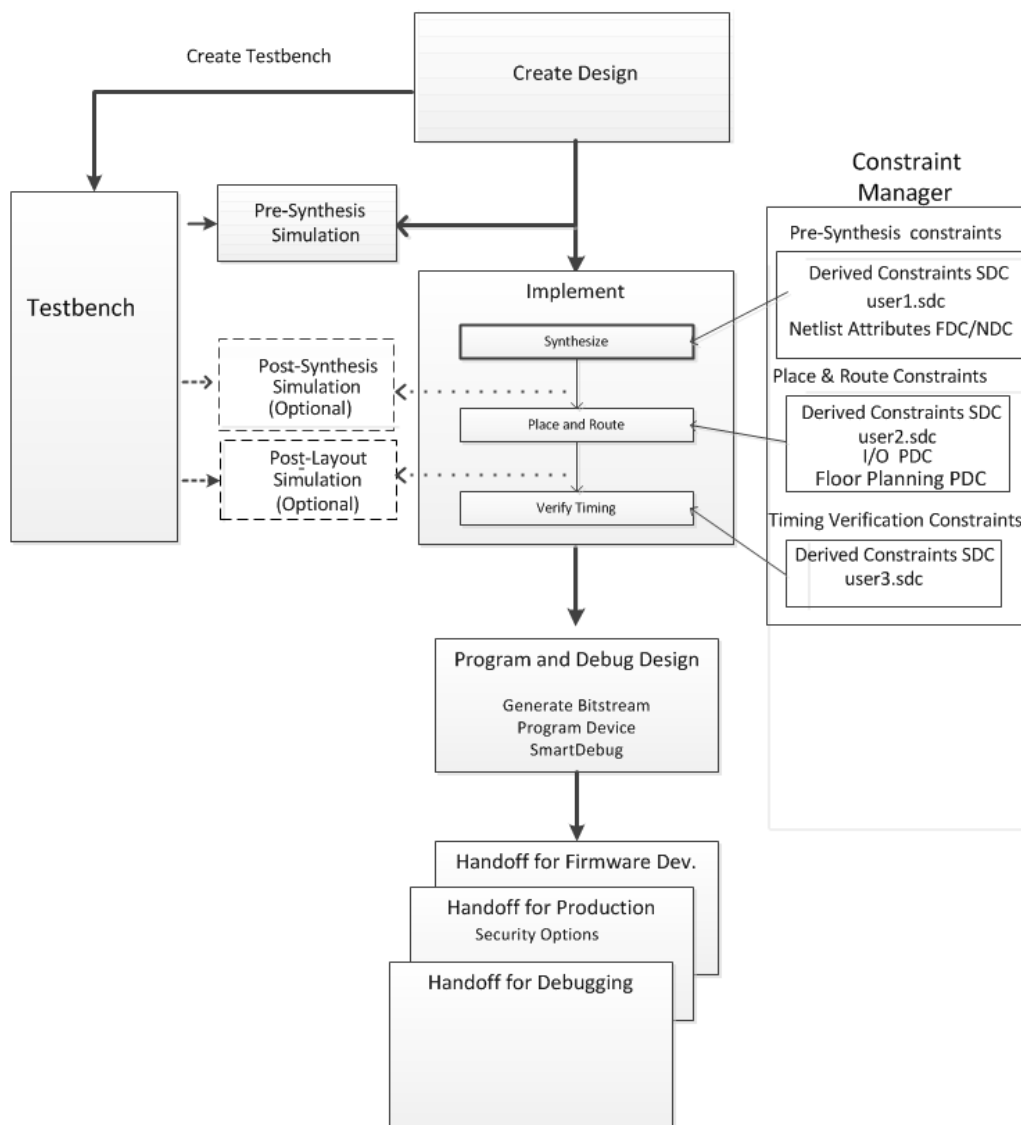 Create Testbench
Create Design
Constraint
Manager
Pre-Synthesis
Simulation
Pre-Synthesis constraints
Derived Constraints SDC
user1.sdc
Netlist Attributes FDC/NDC
Testbench
Implement
Synthesize
Post-Synthesis
Simulation
(Optional)
Place & Route Constraints
Derived Constraints SDC
user2.sdc
I/O PDC
Floor Planning PDC
Place and Route
Post-Layout
Simulation
(Optional)
Verify Timing
Timing Verification Constraints
Derived Constraints SDC
user3.sdc
Program and Debug Design
Generate Bitstream
Program Device
SmartDebug
Handoff for Firmware Dev.
Handoff for Production
Security Options
Handoff for Debugging